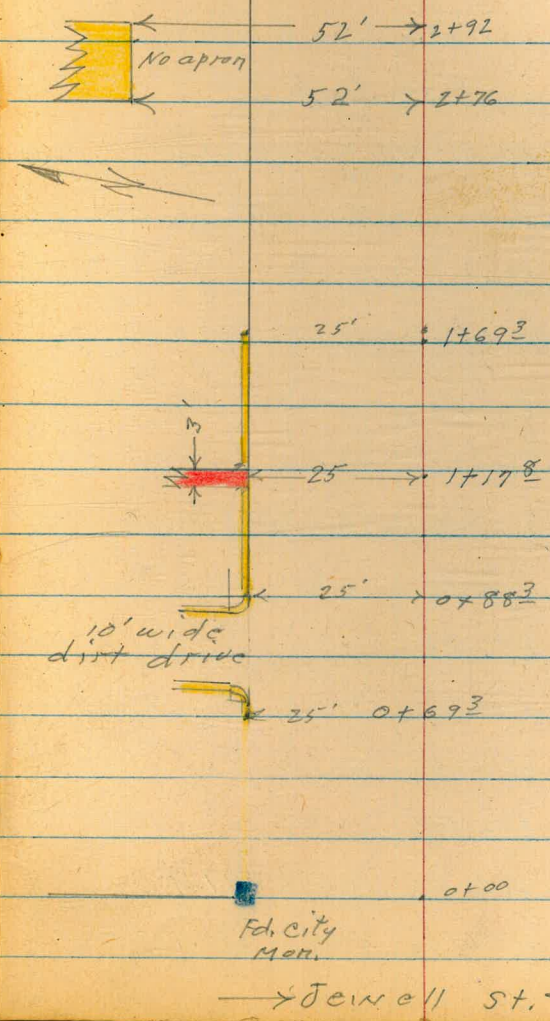 52' 2+92
No apron
52' 2+76
25' 1+69 3
3'
25 1+17 8
25' 0+88 3
10' wide
dirt drive
25' 0+69 3
0+00
Fd. City
Mon.
Jewell St.